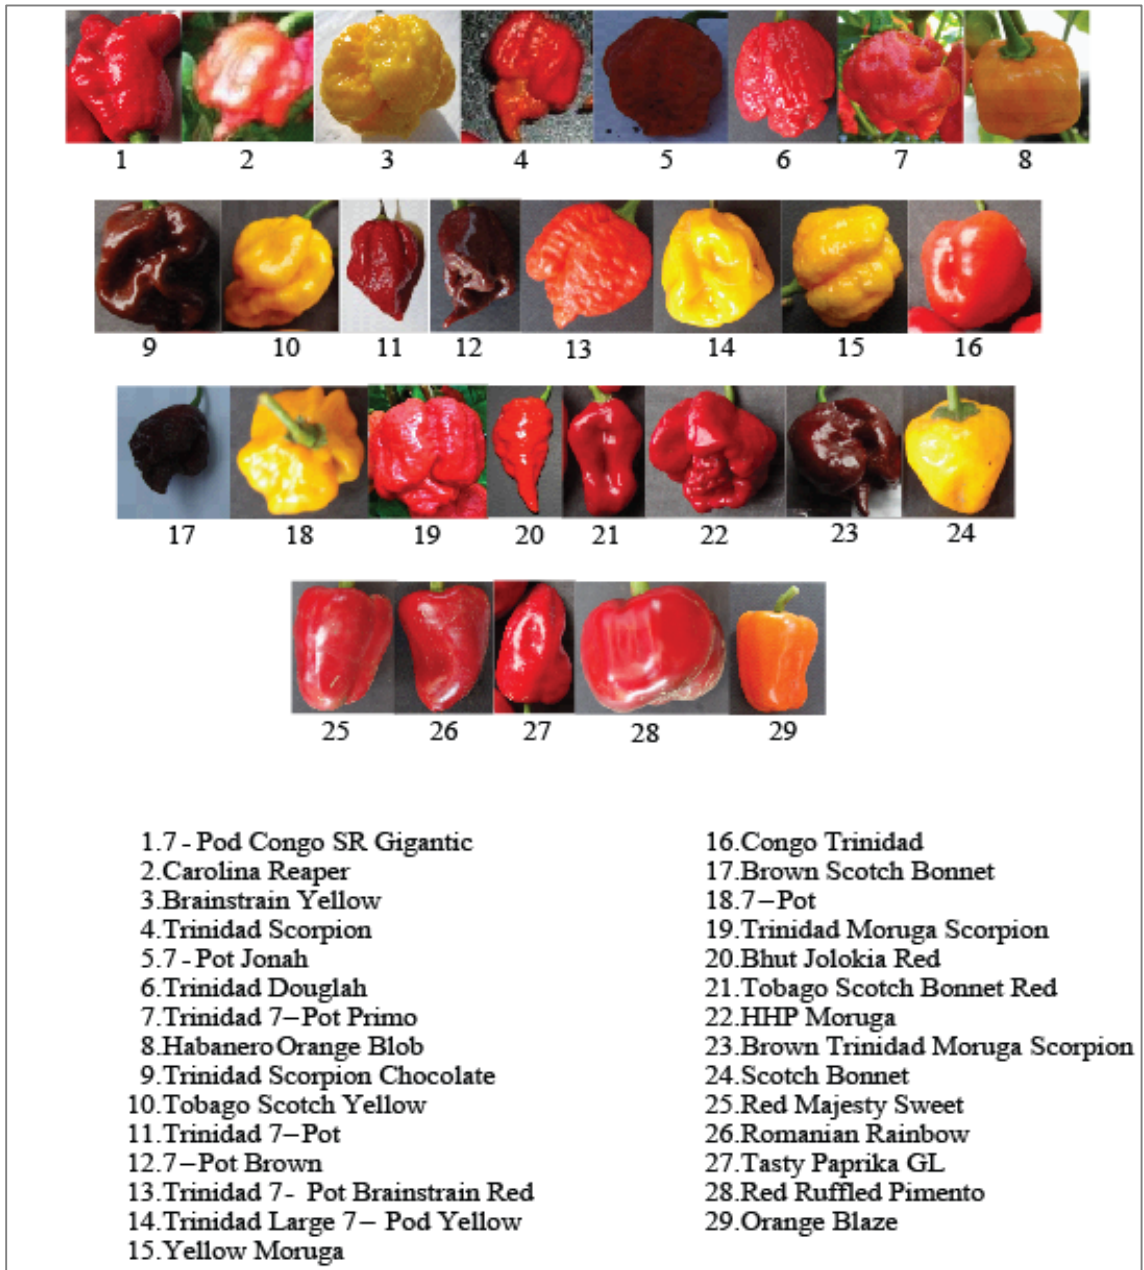 1 2 3 4 5 6 7 8
9 10 11 12 13 14 15 16
17 18 19 20 21 22 23 24
25 26 27 28 29
1.7-Pod Congo SR Gigantic
2.Carolina Reaper
3.Brainstrain Yellow
4.Trinidad Scorpion
5.7-Pot Jonah
6.Trinidad Douglah
7.Trinidad 7–Pot Primo
8.Habanero Orange Blob
9.Trinidad Scorpion Chocolate
10.Tobago Scotch Yellow
11.Trinidad 7–Pot
12.7–Pot Brown
13.Trinidad 7- Pot Brainstrain Red
14.Trinidad Large 7– Pod Yellow
15.Yellow Moruga
16.Congo Trinidad
17.Brown Scotch Bonnet
18.7–Pot
19.Trinidad Moruga Scorpion
20.Bhut Jolokia Red
21.Tobago Scotch Bonnet Red
22.HHP Moruga
23.Brown Trinidad Moruga Scorpion
24.Scotch Bonnet
25.Red Majesty Sweet
26.Romanian Rainbow
27.Tasty Paprika GL
28.Red Ruffled Pimento
29.Orange Blaze